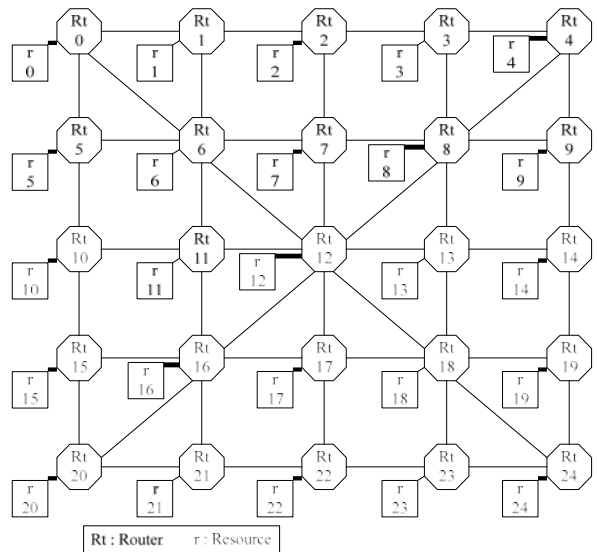 Rt 0
Rt 1
Rt 2
Rt 3
Rt 4
r 0
r 1
r 2
r 3
r 4
Rt 5
Rt 6
Rt 7
Rt 8
Rt 9
r 5
r 6
r 7
r 8
r 9
Rt 10
Rt 11
Rt 12
Rt 13
Rt 14
r 10
r 11
r 12
r 13
r 14
Rt 15
Rt 16
Rt 17
Rt 18
Rt 19
r 15
r 16
r 17
r 18
r 19
Rt 20
Rt 21
Rt 22
Rt 23
Rt 24
r 20
r 21
r 22
r 23
r 24
Rt : Router r : Resource